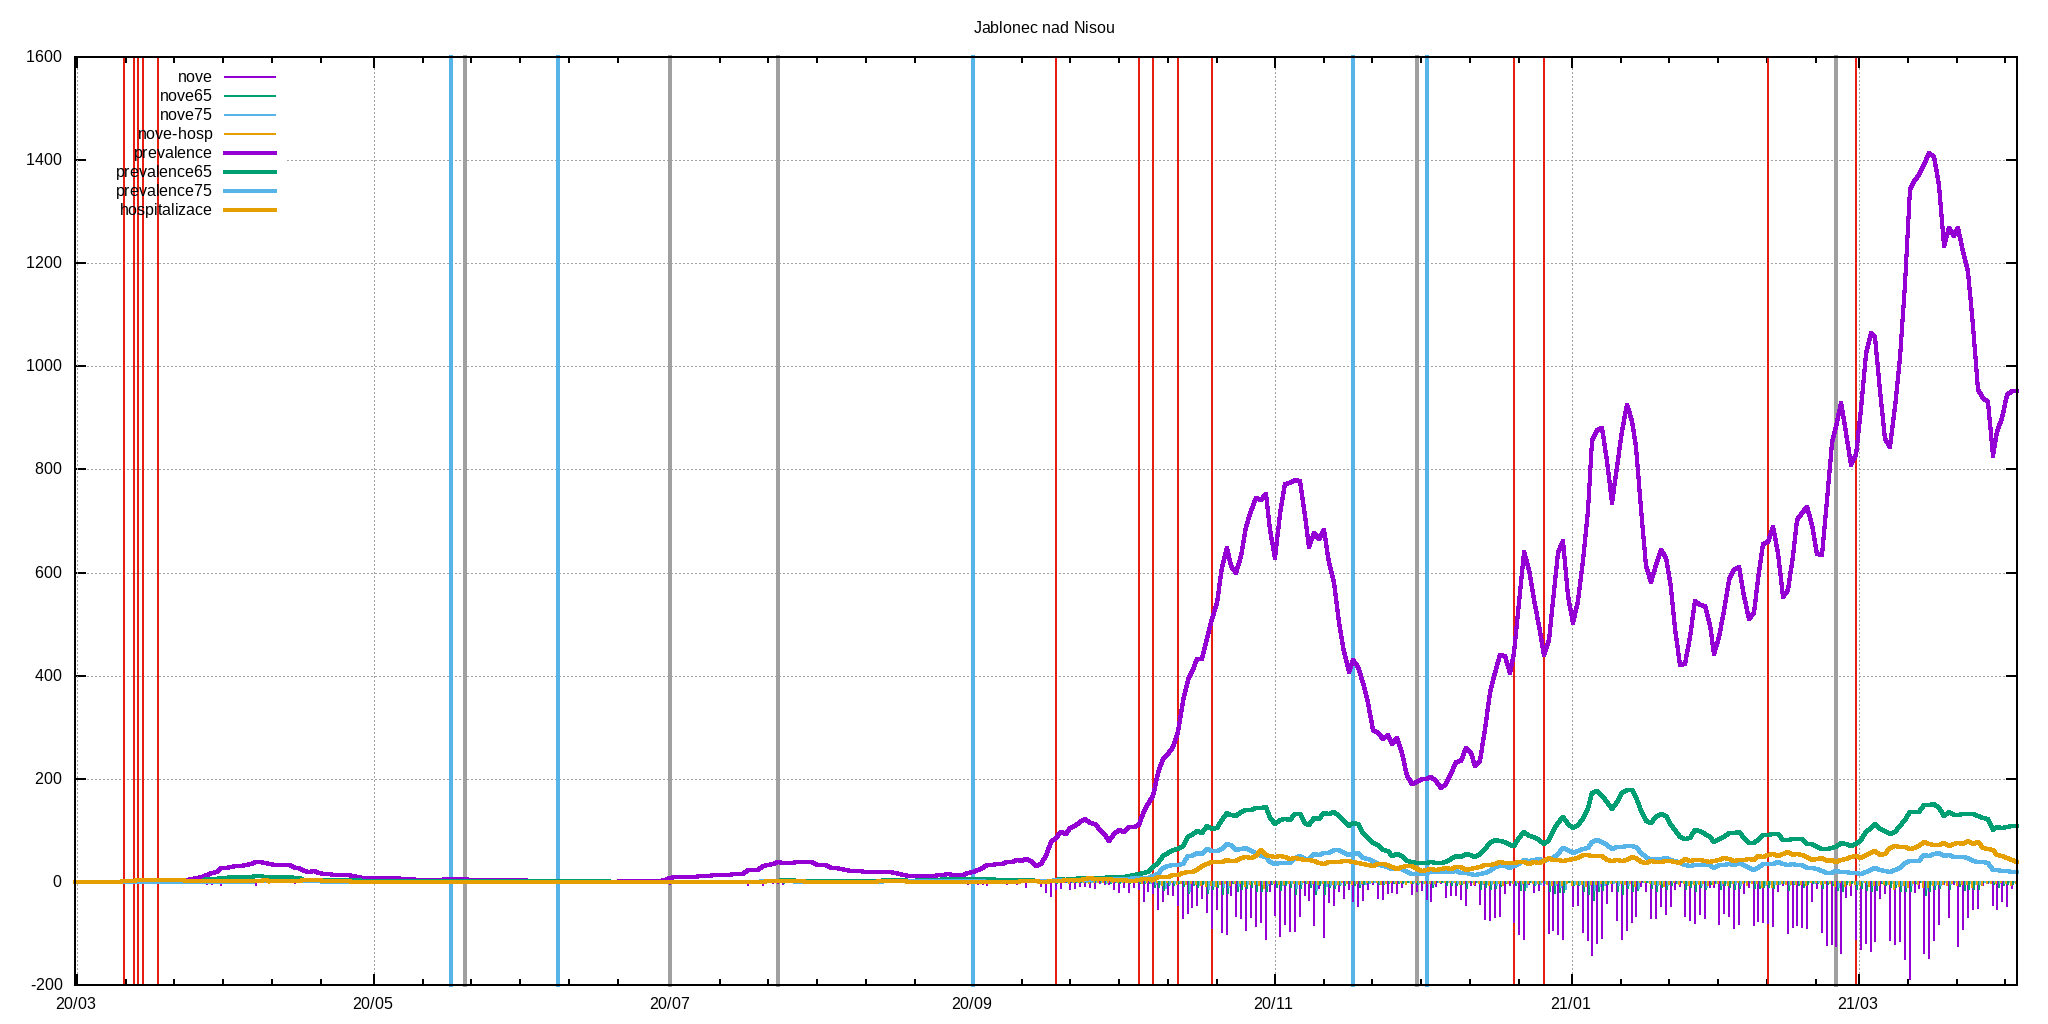 Jablonec nad Nisou
1600
1400
1200
1000
800
600
400
200
0
-200
nove
nove65
nove75
nove-hosp
prevalence
prevalence65
prevalence75
hospitalizace
20/03 20/05 20/07 20/09 20/11 21/01 21/03